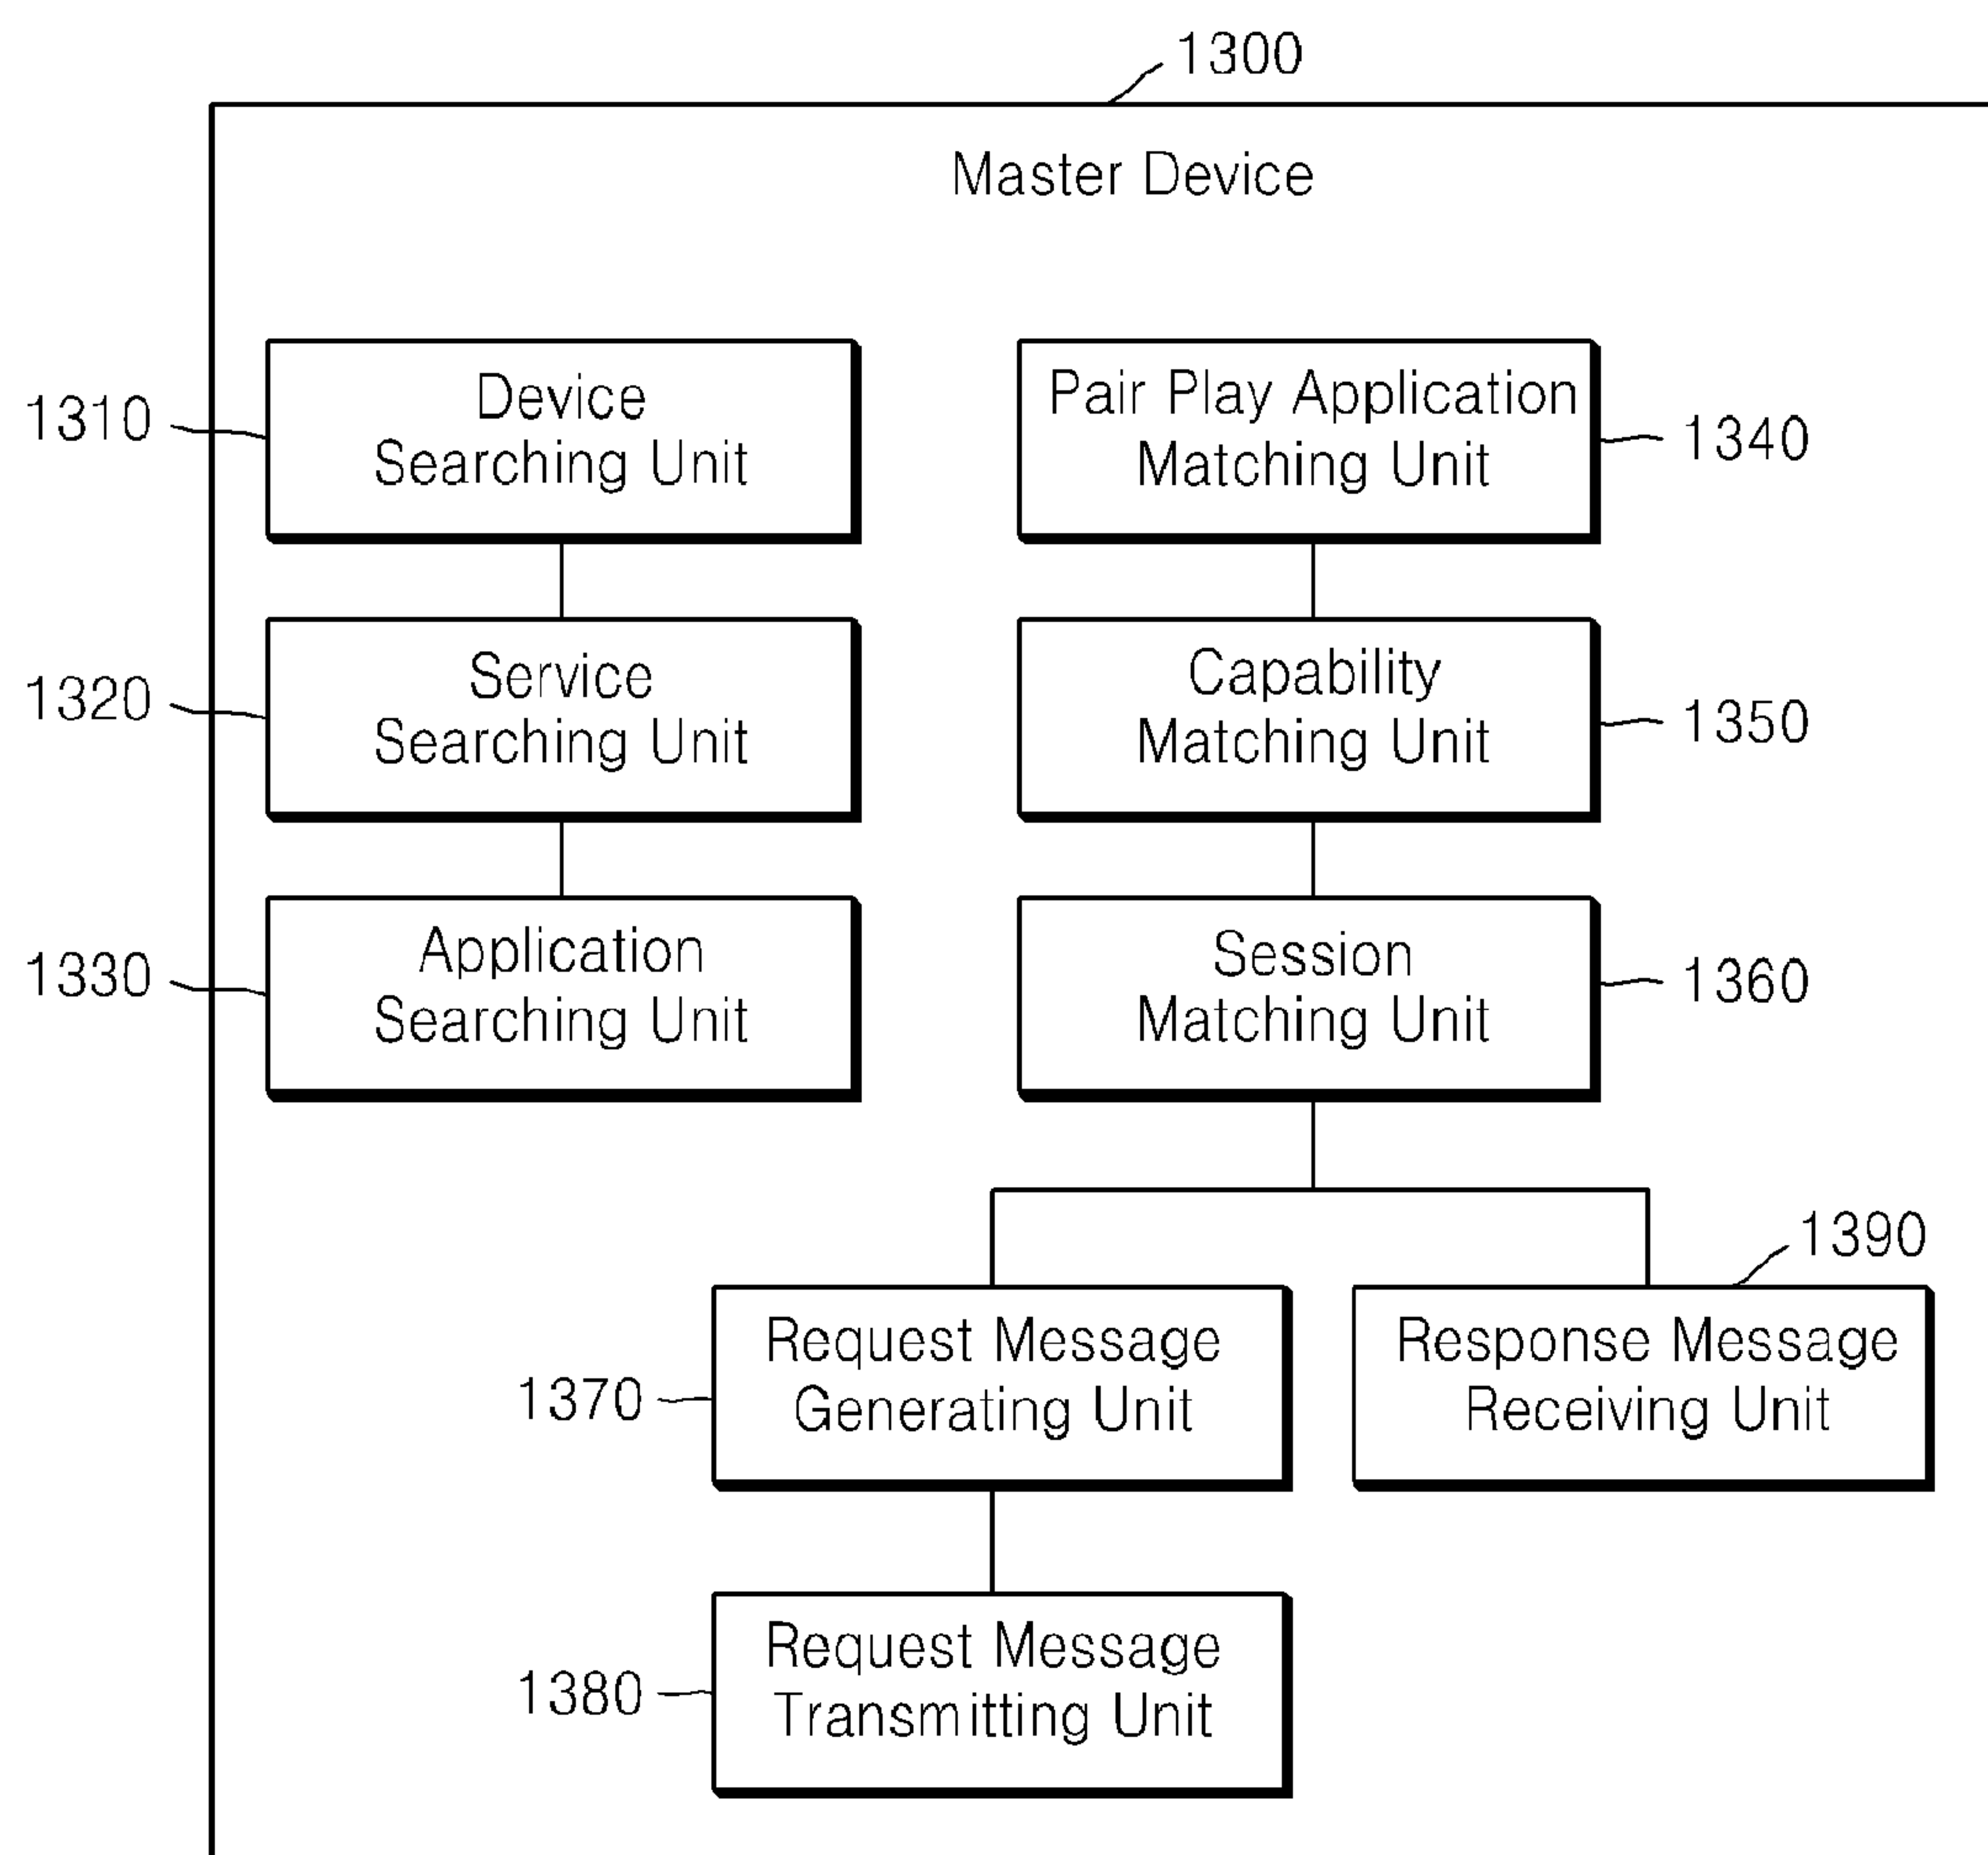 1300
Master Device
1310
Device
Searching Unit
Pair Play Application
Matching Unit
1340
1320
Service
Searching Unit
Capability
Matching Unit
1350
1330
Application
Searching Unit
Session
Matching Unit
1360
1390
1370
Request Message
Generating Unit
Response Message
Receiving Unit
1380
Request Message
Transmitting Unit